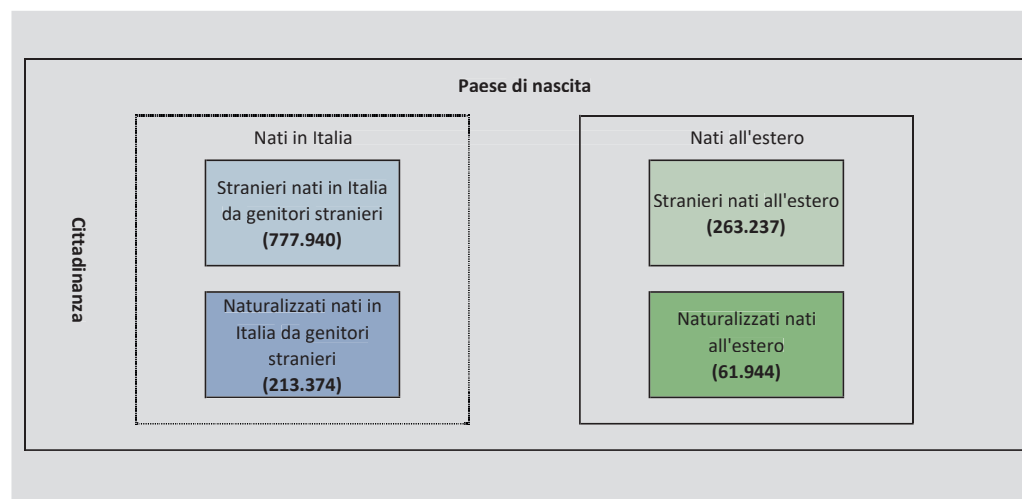 Paese di nascita
Nati in Italia
Stranieri nati in Italia
da genitori stranieri
(777.940)
Naturalizzati nati in
Italia da genitori
stranieri
(213.374)
Nati all'estero
Stranieri nati all'estero
(263.237)
Naturalizzati nati
all'estero
(61.944)
Cittadinanza